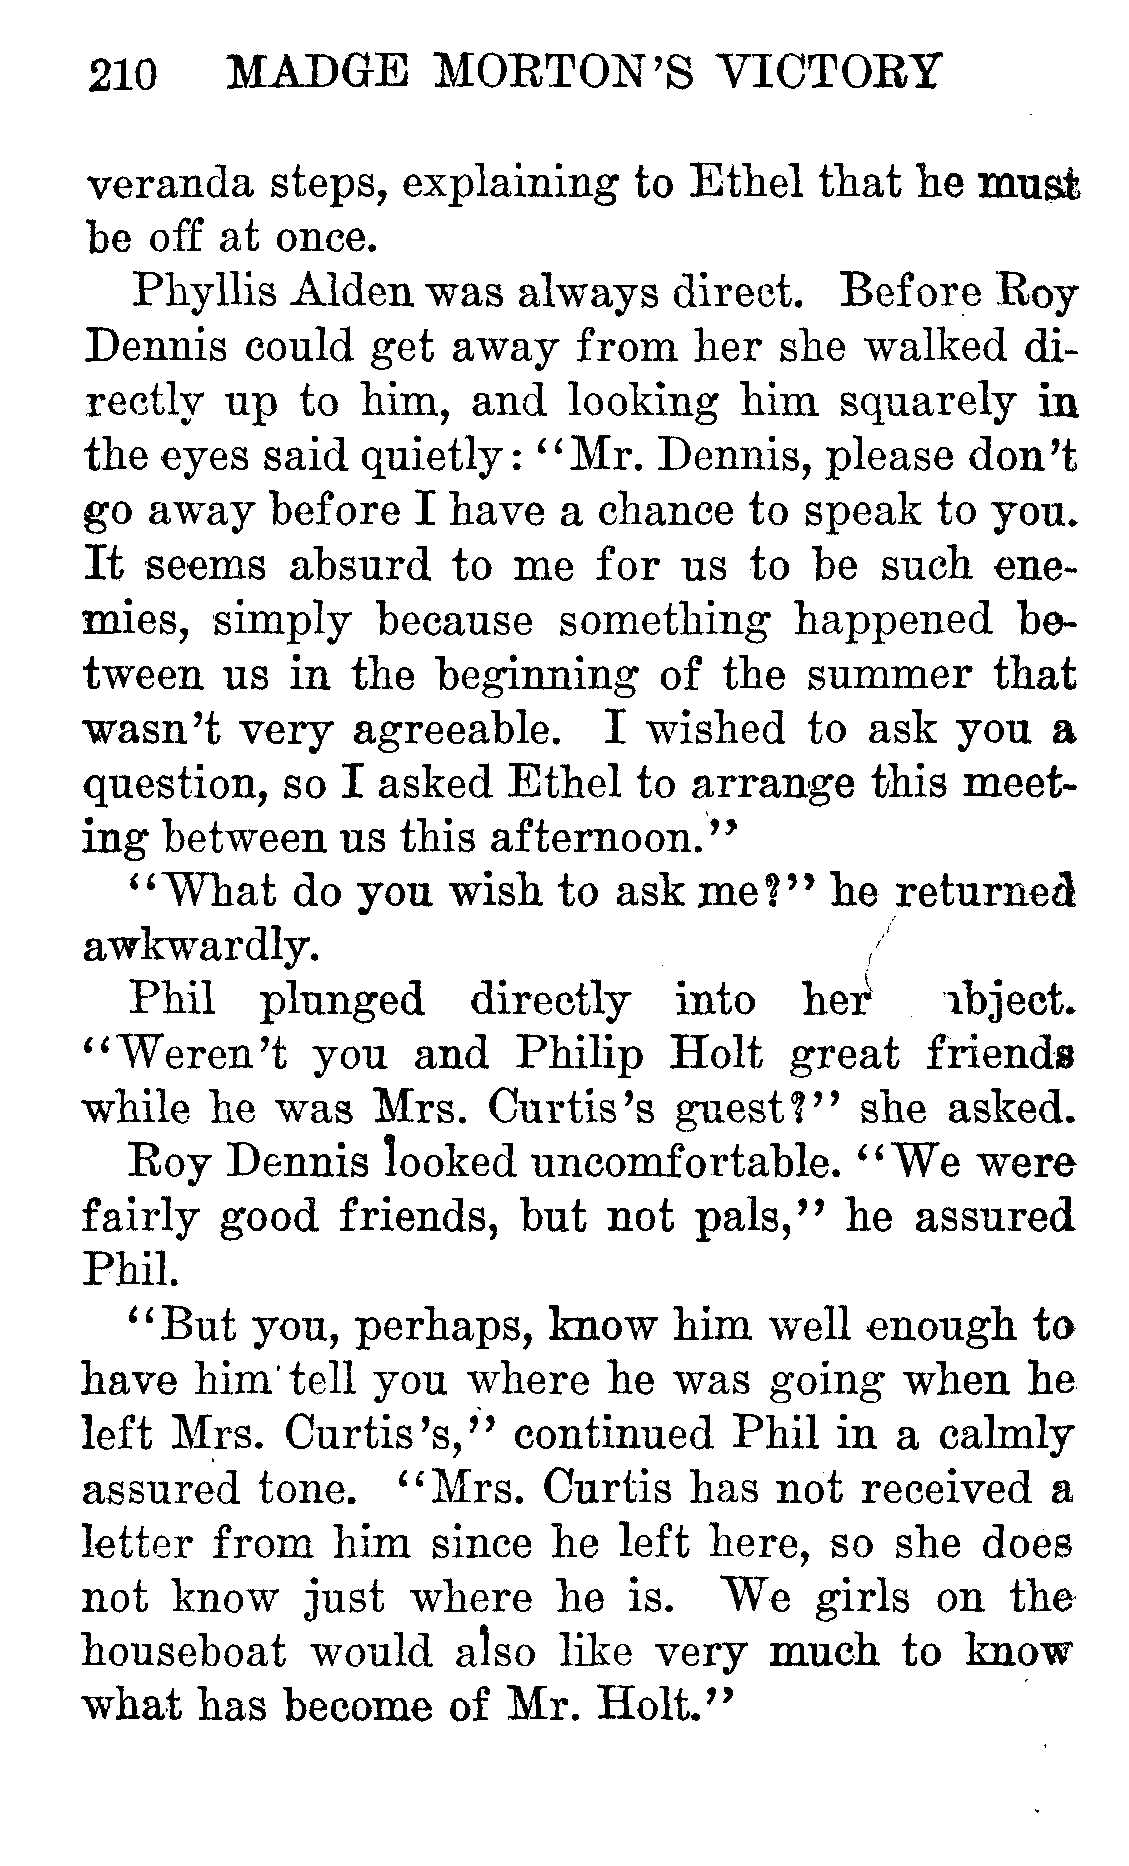 210 MADGE MORTON'S VICTORY
veranda steps, explaining to Ethel that he must
be off at once.
Phyllis Alden was always direct. Before Roy
Dennis could get away from her she walked di-
rectly up to him, and looking him squarely in
the eyes said quietly: "Mr. Dennis, please don't
go away before I have a chance to speak to you.
It seems absurd to me for us to be such ene-
mies, simply because something happened be-
tween us in the beginning of the summer that
wasn't very agreeable. I wished to ask you a
question, so I asked Ethel to arrange this meet-
ing between us this afternoon."
"What do you wish to ask me?" he returned
awkwardly.
Phil plunged directly into her
"Weren't you and Philip Holt great friends
while he was Mrs. Curtis's guest?" she asked.
Roy Dennis looked uncomfortable. "We were
fairly good friends, but not pals," he assured
Phil.
"But you, perhaps, know him well enough to
have him tell you where he was going when he
left Mrs. Curtis's," continued Phil in a calmly
assured tone. "Mrs. Curtis has not received a
letter from him since he left here, so she does
not know just where he is. We girls on the
houseboat would also like very much to know
what has become of Mr. Holt."